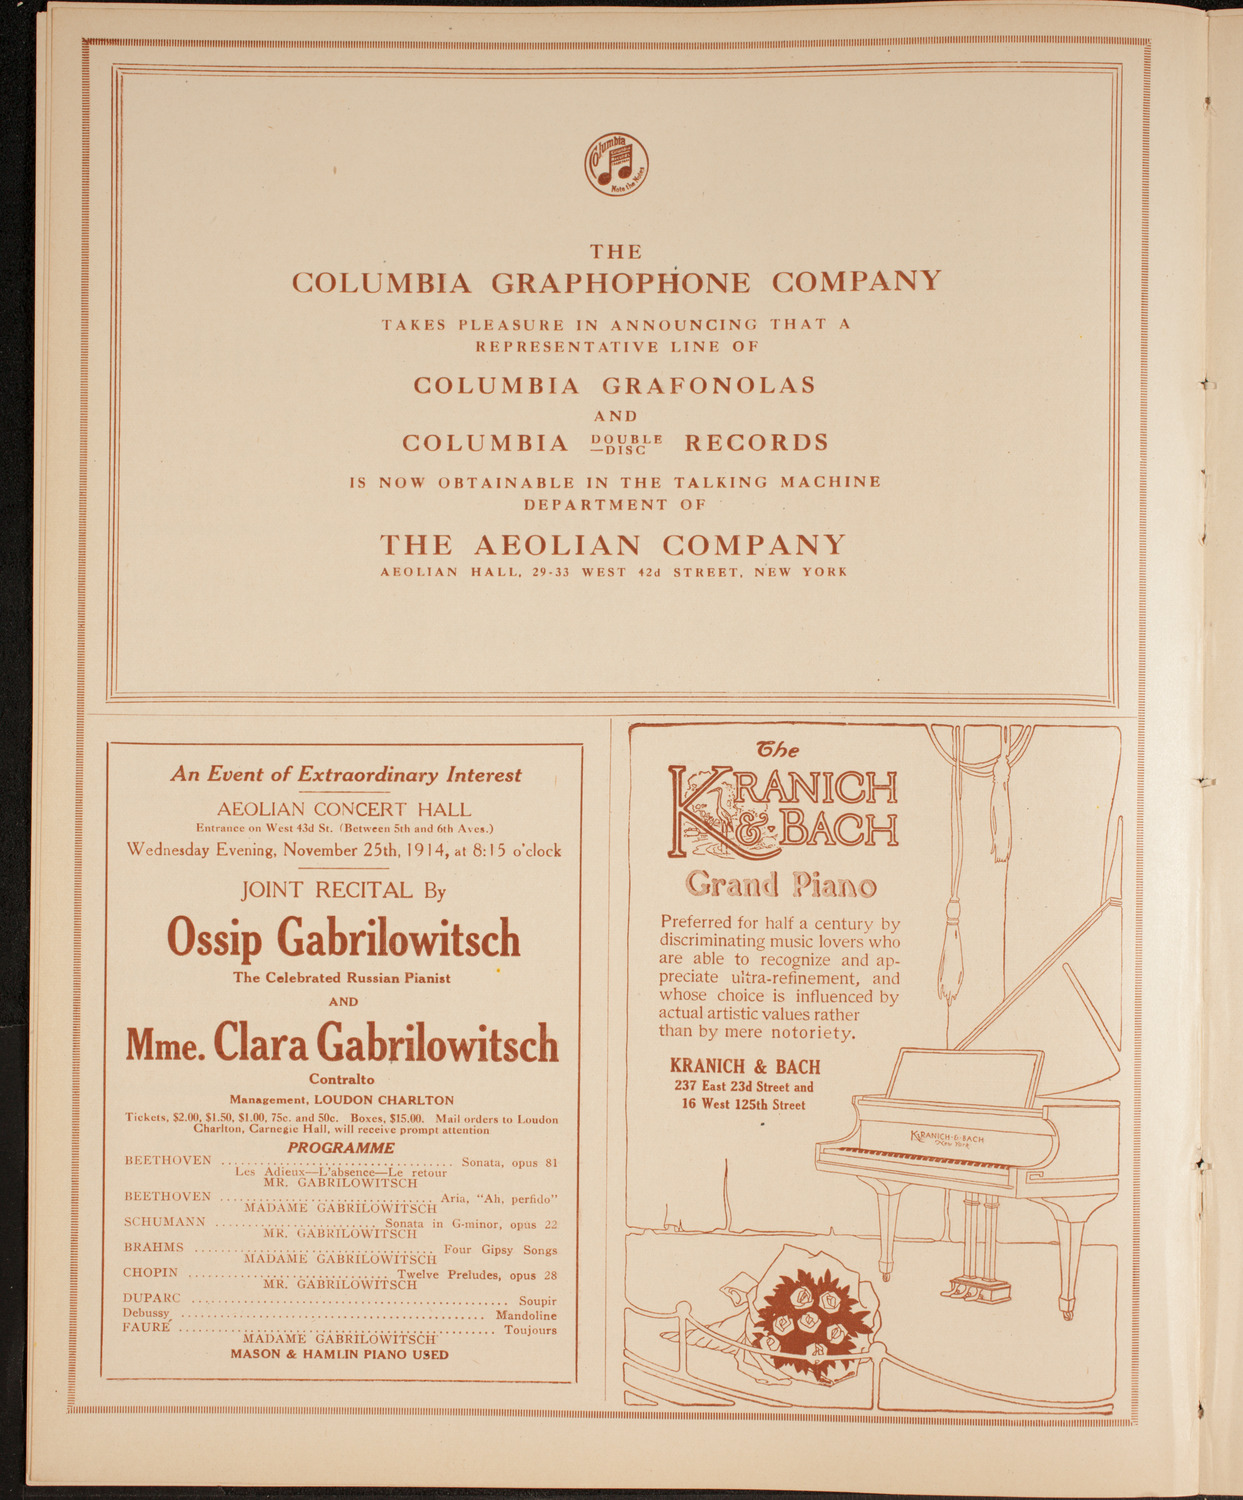 Columbia
Note the Notes
THE
COLUMBIA GRAPHOPHONE COMPANY
TAKES PLEASURE IN ANNOUNCING THAT A
REPRESENTATIVE LINE OF
COLUMBIA GRAFONOLAS
AND
COLUMBIA DOUBLE-DISC RECORDS
IS NOW OBTAINABLE IN THE TALKING MACHINE
DEPARTMENT OF
THE AEOLIAN COMPANY
AEOLIAN HALL, 29-33 WEST 42d STREET, NEW YORK
An Event of Extraordinary Interest
AEOLIAN CONCERT HALL
Entrance on West 43d St. (Between 5th and 6th Aves.)
Wednesday Evening, November 25th, 1914, at 8:15 o'clock
JOINT RECITAL By
Ossip Gabrilowitsch
The Celebrated Russian Pianist
AND
Mme. Clara Gabrilowitsch
Contralto
Management, LOUDON CHARLTON
Tickets, $2.00, $1.50, $1.00, 75c. and 50c. Boxes, $15.00. Mail orders to Loudon
Charlton, Carnegie Hall, will receive prompt attention
PROGRAMME
BEETHOVEN .................... Sonata, opus 81
Les Adieux—L'absence—Le retour
MR. GABRILOWITSCH
BEETHOVEN .................... Aria, "Ah, perfido"
MADAME GABRILOWITSCH
SCHUMANN .................... Sonata in G-minor, opus 22
MR. GABRILOWITSCH
BRAHMS .................... Four Gipsy Songs
MADAME GABRILOWITSCH
CHOPIN .................... Twelve Preludes, opus 28
MR. GABRILOWITSCH
DUPARC .................... Soupir
Debussy .................... Mandoline
FAURÉ .................... Toujours
MADAME GABRILOWITSCH
MASON & HAMLIN PIANO USED
The
KRANICH
& BACH
Grand Piano
Preferred for half a century by
discriminating music lovers who
are able to recognize and ap-
preciate ultra-refinement, and
whose choice is influenced by
actual artistic values rather
than by mere notoriety.
KRANICH & BACH
237 East 23d Street and
16 West 125th Street
KRANICH-&-BACH
New York